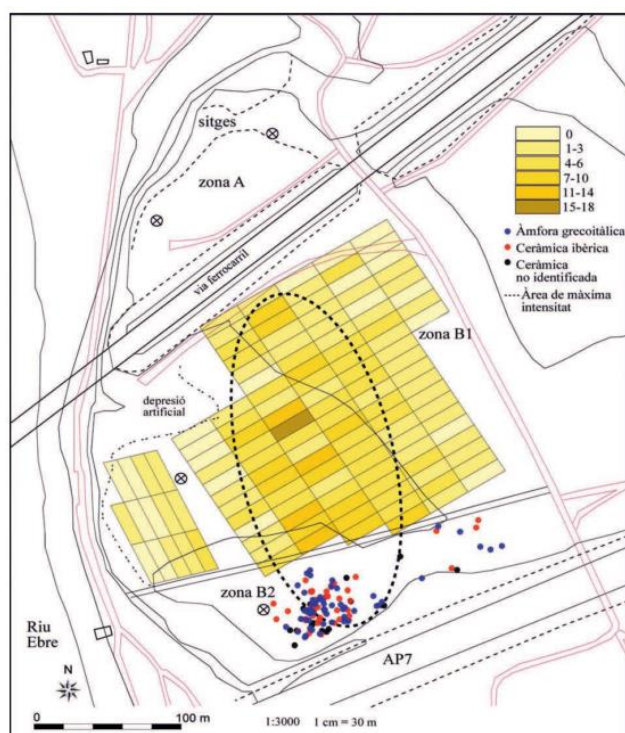 sitges
zona A
via ferrocarril
0
1-3
4-6
7-10
11-14
15-18
Àmfora grecoitàlica
Ceràmica ibèrica
Ceràmica
no identificada
Àrea de màxima
intensitat
zona B1
depresió
artificial
zona B2
Riu
Ebre
N
AP7
0
100 m
1:3000 1 cm = 30 m